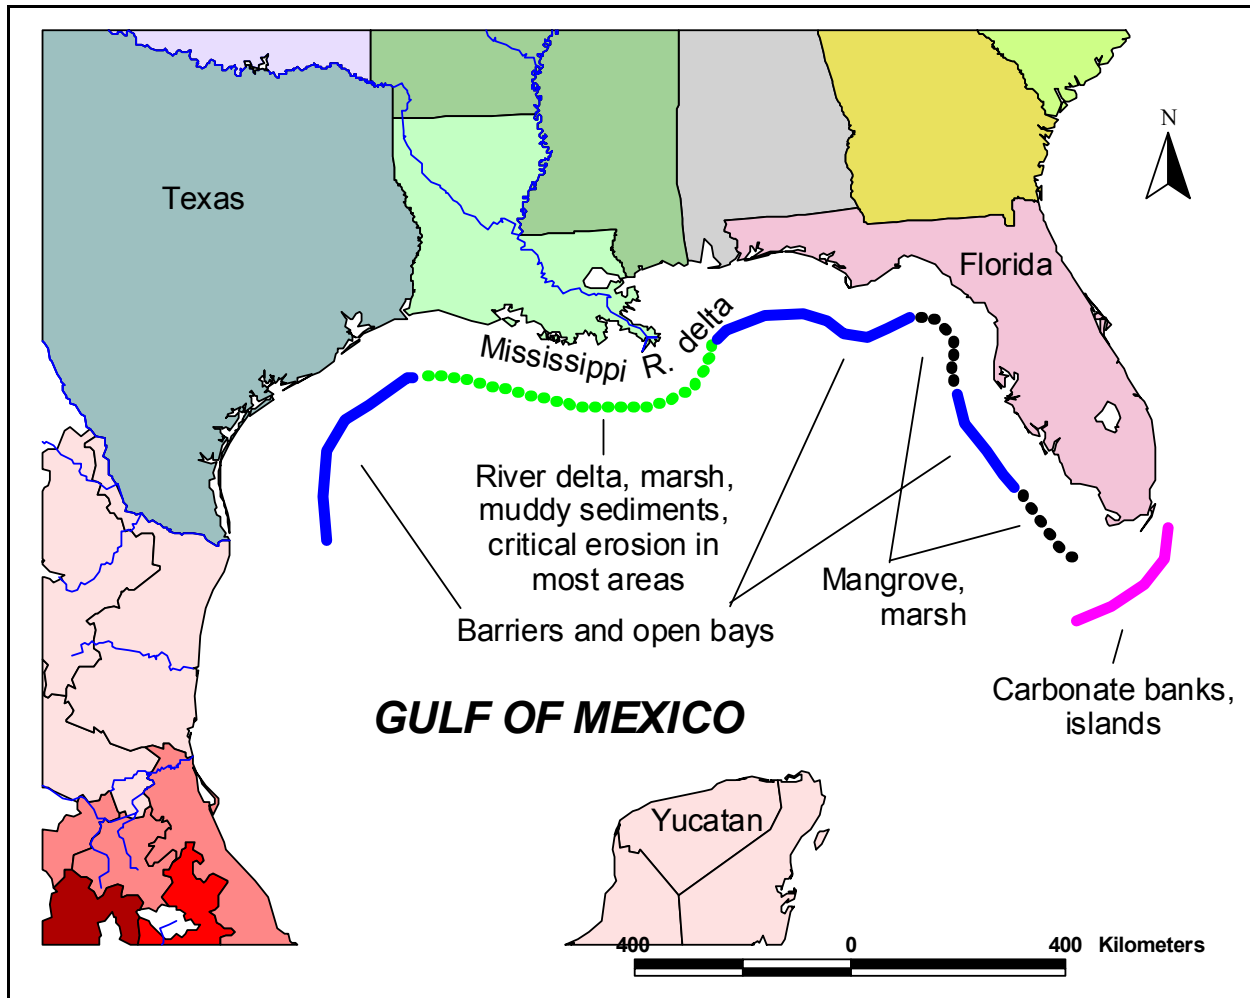 N
Texas
Florida
Mississippi R. delta
River delta, marsh,
muddy sediments,
critical erosion in
most areas
Mangrove,
marsh
Barriers and open bays
Carbonate banks,
islands
GULF OF MEXICO
Yucatan
400 0 400 Kilometers